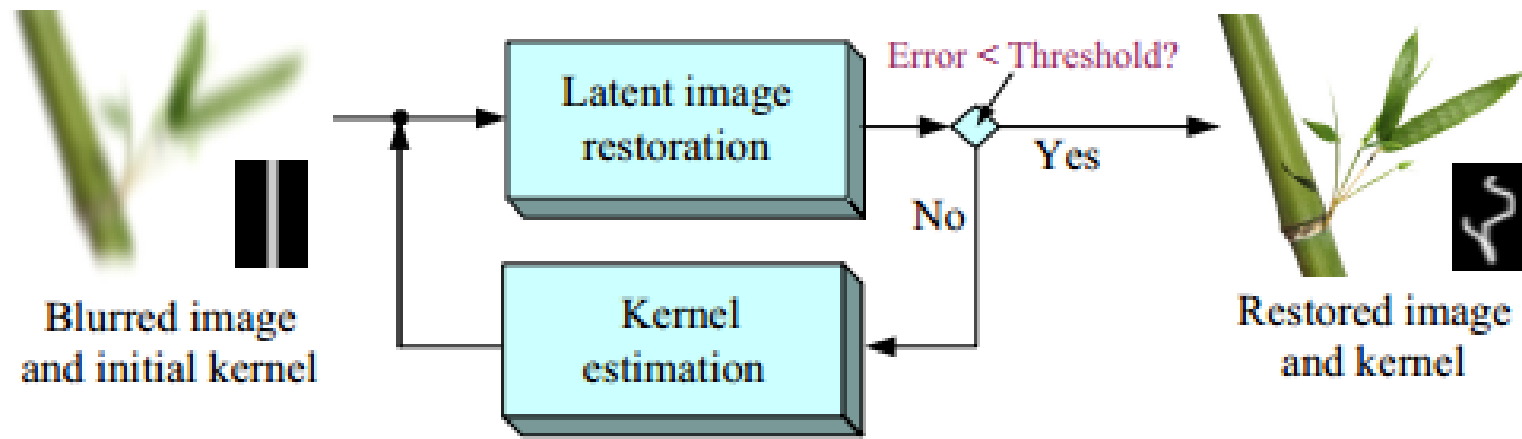 Error < Threshold?
Latent image
restoration
Yes
No
Kernel
estimation
Blurred image
and initial kernel
Restored image
and kernel